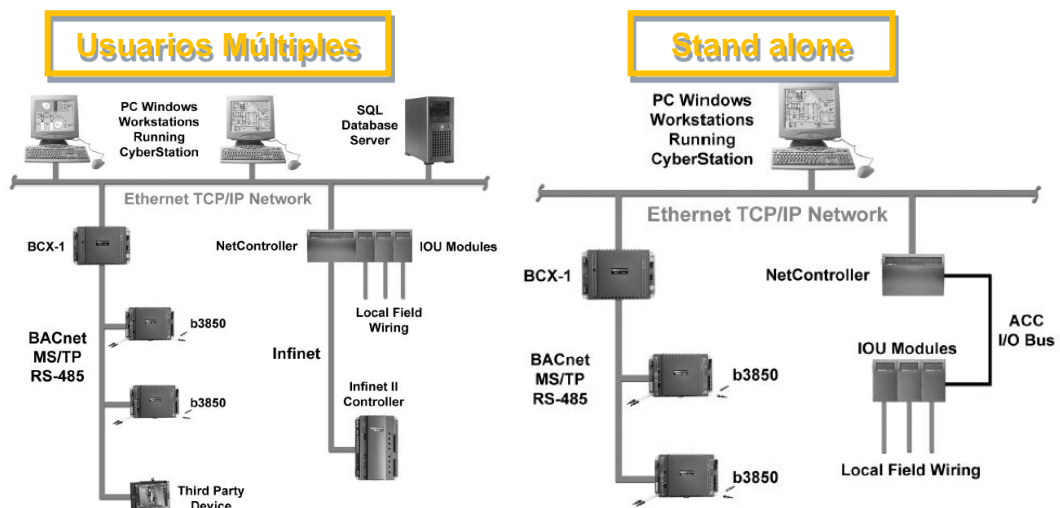 Usuarios Múltiples
PC Windows
Workstations
Running
CyberStation
SQL
Database
Server
Ethernet TCP/IP Network
BCX-1
NetController
IOU Modules
Local Field
Wiring
b3850
BACnet
MS/TP
RS-485
Infinet
b3850
Infinet II
Controller
Third Party
Device
Stand alone
PC Windows
Workstations
Running
CyberStation
Ethernet TCP/IP Network
BCX-1
NetController
ACC
I/O Bus
IOU Modules
BACnet
MS/TP
RS-485
b3850
Local Field Wiring
b3850